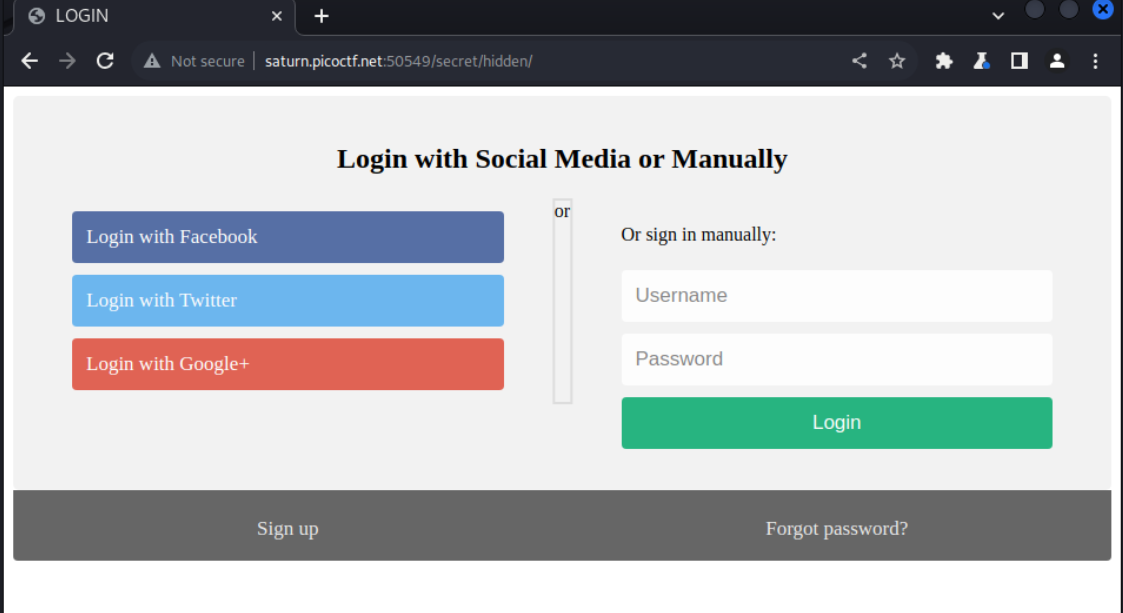 LOGIN
Not secure saturn.picoctf.net:50549/secret/hidden/
Login with Social Media or Manually
Login with Facebook
Login with Twitter
Login with Google+
or
Or sign in manually:
Username
Password
Login
Sign up
Forgot password?